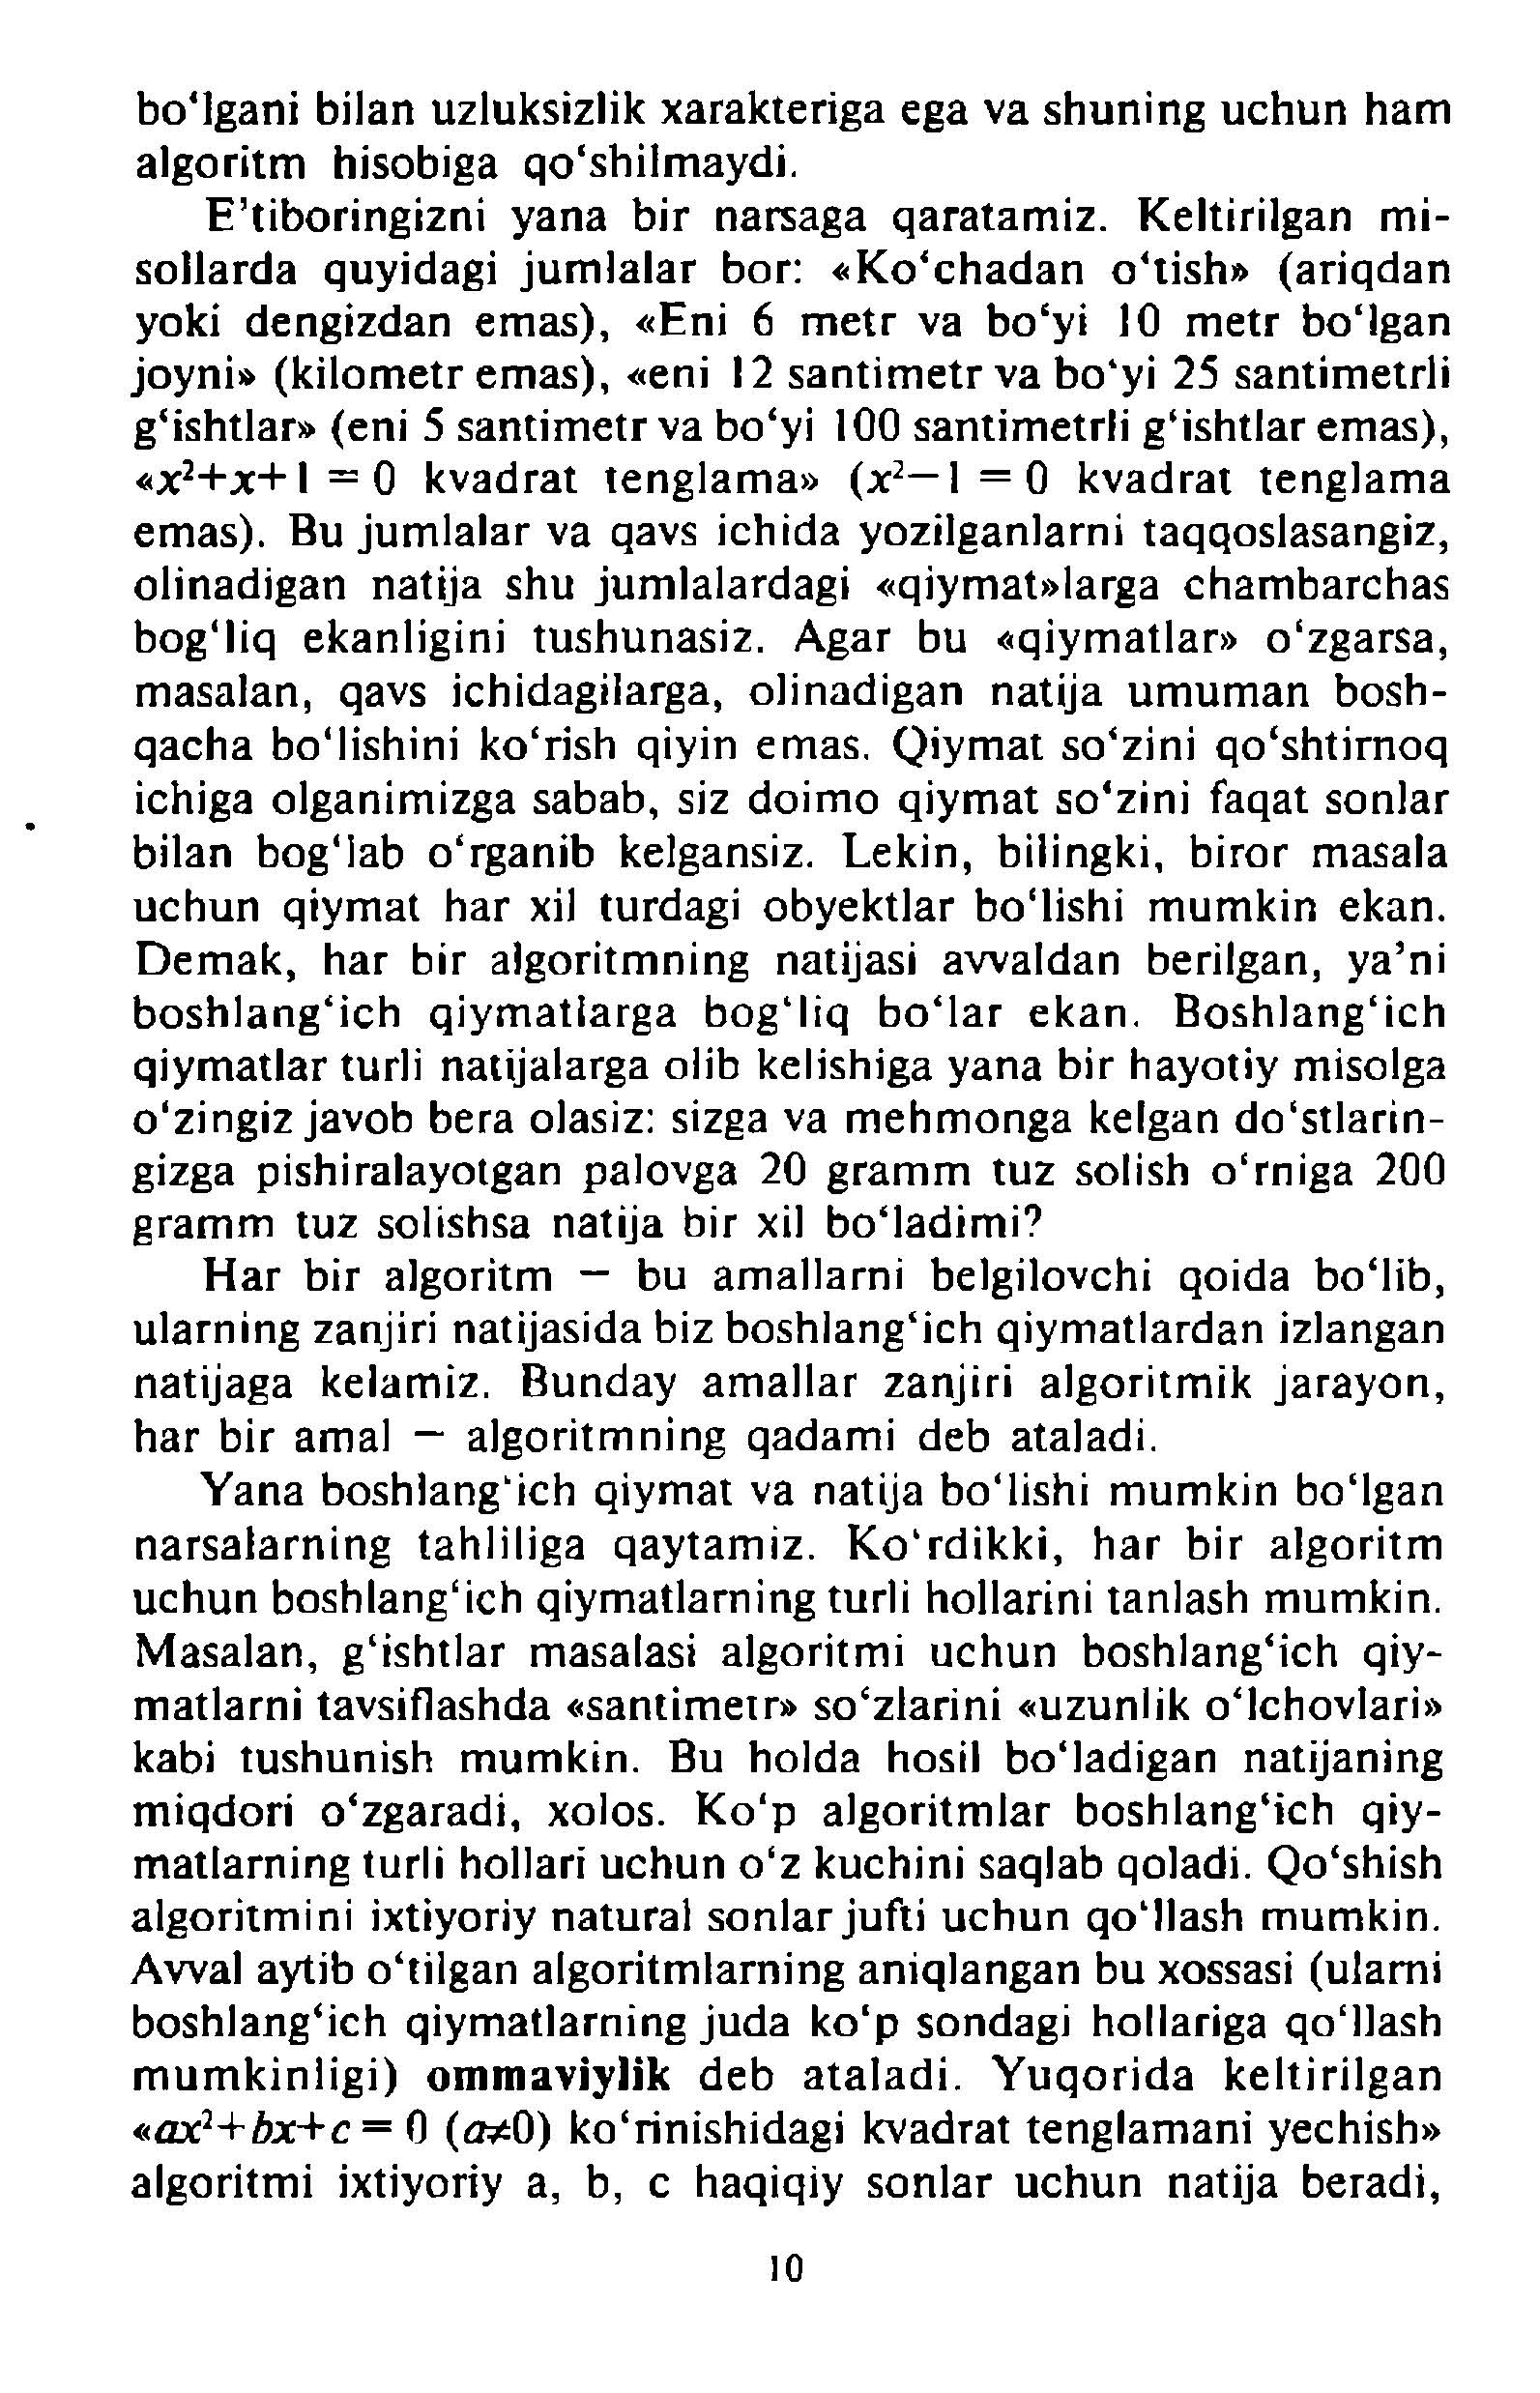 bo‘lgani bilan uzluksizlik xarakteriga ega va shuning uchun ham
algoritm hisobiga qo‘shilmaydi.
E’tiboringizni yana bir narsaga qaratamiz. Keltirilgan mi-
sollarda quyidagi jumlalar bor: «Ko‘chadan o‘tish» (ariqdan
yoki dengizdan emas), «Eni 6 metr va bo‘yi 10 metr bo‘lgan
joyni» (kilometr emas), «eni 12 santimetr va bo‘yi 25 santimetrli
g‘ishtlar» (eni 5 santimetr va bo‘yi 100 santimetrli g‘ishtlar emas),
«x²+x+1 = 0 kvadrat tenglama» (x²—1 = 0 kvadrat tenglama
emas). Bu jumlalar va qavs ichida yozilganlarni taqqoslasangiz,
olinadigan natija shu jumlalardagi «qiymat»larga chambarchas
bog‘liq ekanligini tushunasiz. Agar bu «qiymatlar» o‘zgarsa,
masalan, qavs ichidagilarga, olinadigan natija umuman bosh-
qacha bo‘lishini ko‘rish qiyin emas. Qiymat so‘zini qo‘shtirnoq
ichiga olganimizga sabab, siz doimo qiymat so‘zini faqat sonlar
bilan bog‘lab o‘rganib kelgansiz. Lekin, bilingki, biror masala
uchun qiymat har xil turdagi obyektlar bo‘lishi mumkin ekan.
Demak, har bir algoritmning natijasi avvaldan berilgan, ya’ni
boshlang‘ich qiymatlarga bog‘liq bo‘lar ekan. Boshlang‘ich
qiymatlar turli natijalarga olib kelishiga yana bir hayotiy misolga
o‘zingiz javob bera olasiz: sizga va mehmonga kelgan do‘stlarin-
gizga pishiralayotgan palovga 20 gramm tuz solish o‘rniga 200
gramm tuz solishsa natija bir xil bo‘ladimi?
Har bir algoritm — bu amallarni belgilovchi qoida bo‘lib,
ularning zanjiri natijasida biz boshlang‘ich qiymatlardan izlangan
natijaga kelamiz. Bunday amallar zanjiri algoritmik jarayon,
har bir amal — algoritmning qadami deb ataladi.
Yana boshlang‘ich qiymat va natija bo‘lishi mumkin bo‘lgan
narsalarning tahliliga qaytamiz. Ko‘rdikki, har bir algoritm
uchun boshlang‘ich qiymatlarning turli hollarini tanlash mumkin.
Masalan, g‘ishtlar masalasi algoritmi uchun boshlang‘ich qiy-
matlarni tavsiflashda «santimetr» so‘zlarini «uzunlik o‘lchovlari»
kabi tushunish mumkin. Bu holda hosil bo‘ladigan natijaning
miqdori o‘zgaradi, xolos. Ko‘p algoritmlar boshlang‘ich qiy-
matlarning turli hollari uchun o‘z kuchini saqlab qoladi. Qo‘shish
algoritmini ixtiyoriy natural sonlar jufti uchun qo‘llash mumkin.
Avval aytib o‘tilgan algoritmlarning aniqlangan bu xossasi (ularni
boshlang‘ich qiymatlarning juda ko‘p sondagi hollariga qo‘llash
mumkinligi) ommaviylik deb ataladi. Yuqorida keltirilgan
«ax²+bx+c = 0 (a≠0) ko‘rinishidagi kvadrat tenglamani yechish»
algoritmi ixtiyoriy a, b, c haqiqiy sonlar uchun natija beradi,
10